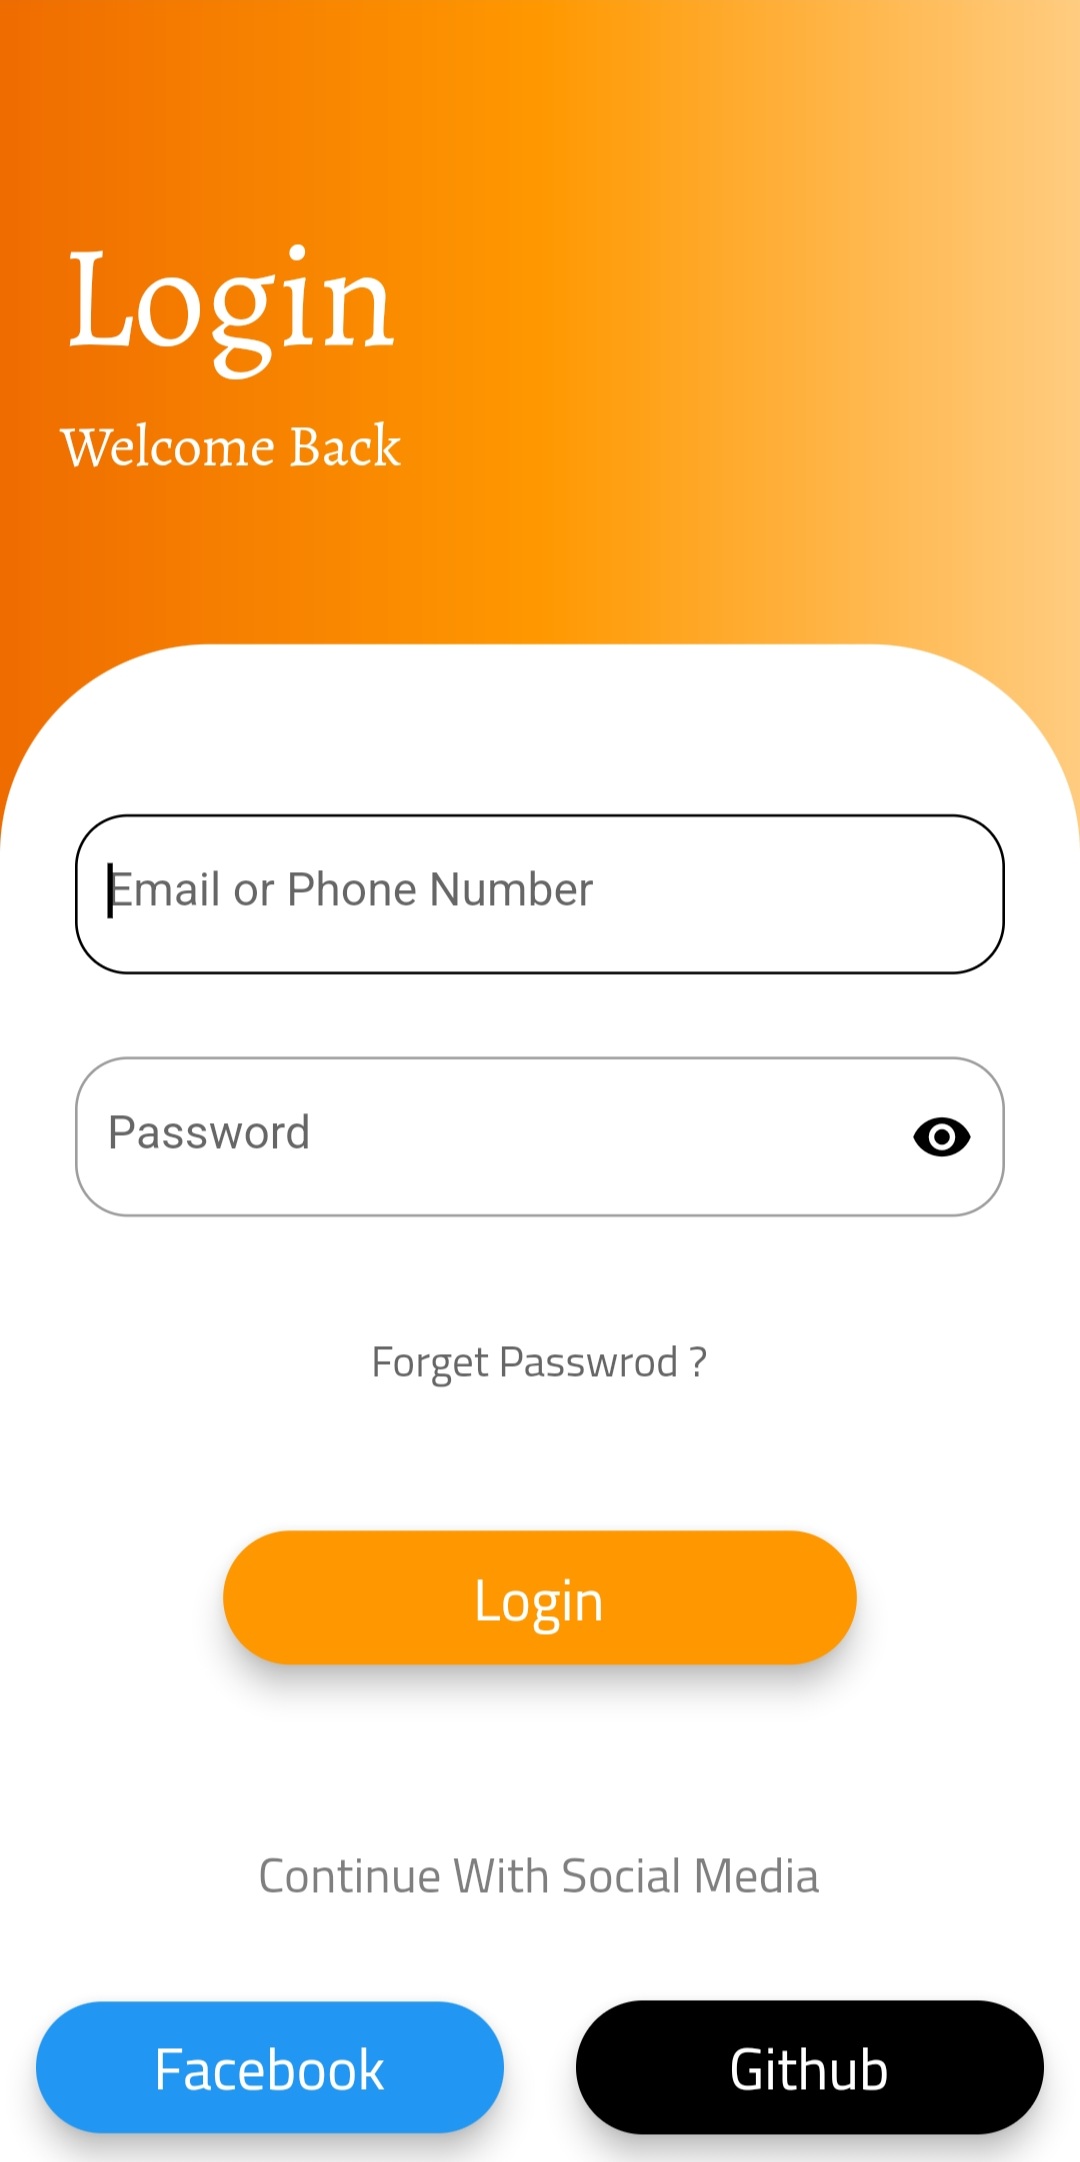 Login
Welcome Back
Email or Phone Number
Password
Forget Passwrod ?
Login
Continue With Social Media
Facebook
Github